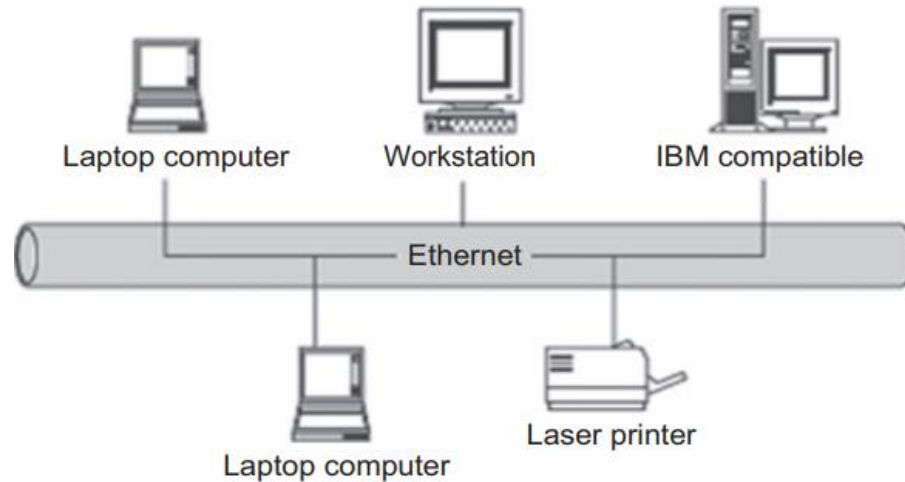 Laptop computer
Workstation
IBM compatible
Ethernet
Laser printer
Laptop computer